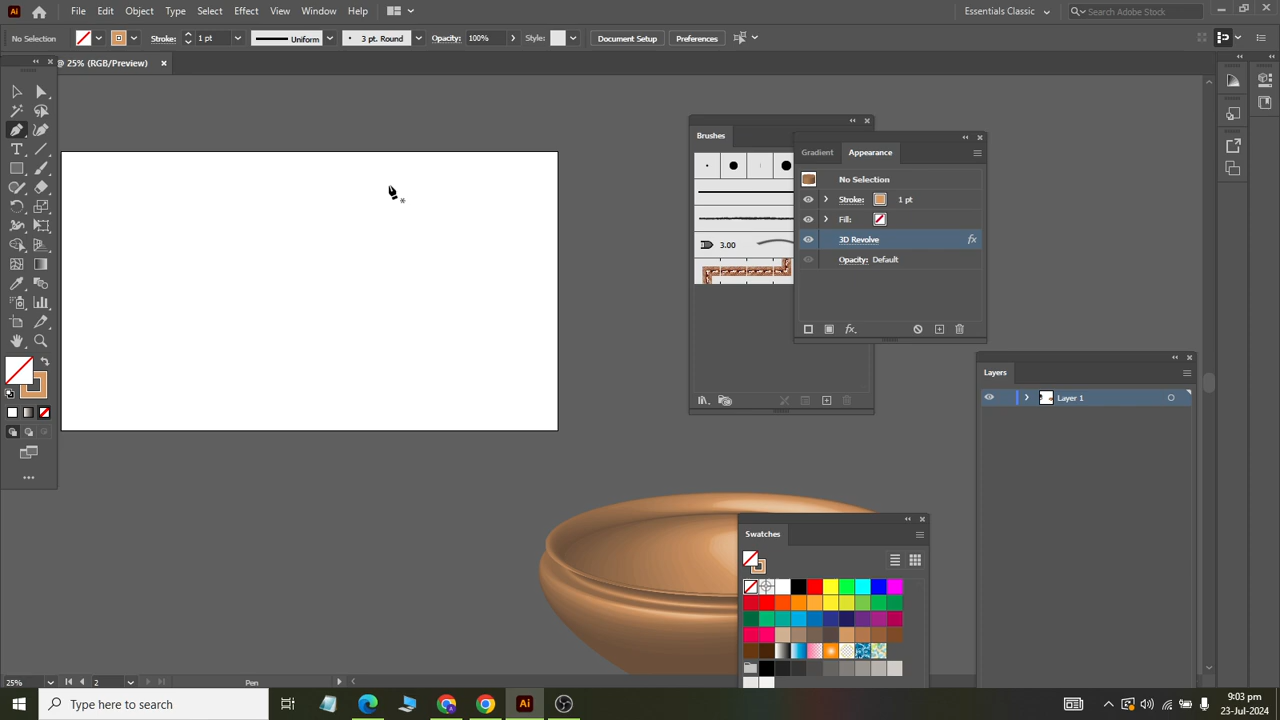 Ai File Edit Object Type Select Effect View Window Help Essentials Classic Search Adobe Stock
No Selection Stroke: 1 pt Uniform 3 pt. Round Opacity: 100% Style: Document Setup Preferences
@ 25% (RGB/Preview)
Brushes
Gradient Appearance
No Selection
Stroke: 1 pt
Fill:
3.00
3D Revolve fx
Opacity: Default
fx.
Layers
Layer 1
Swatches
25% 2 Pen
Type here to search
Ai
9:03 pm
23-Jul-2024